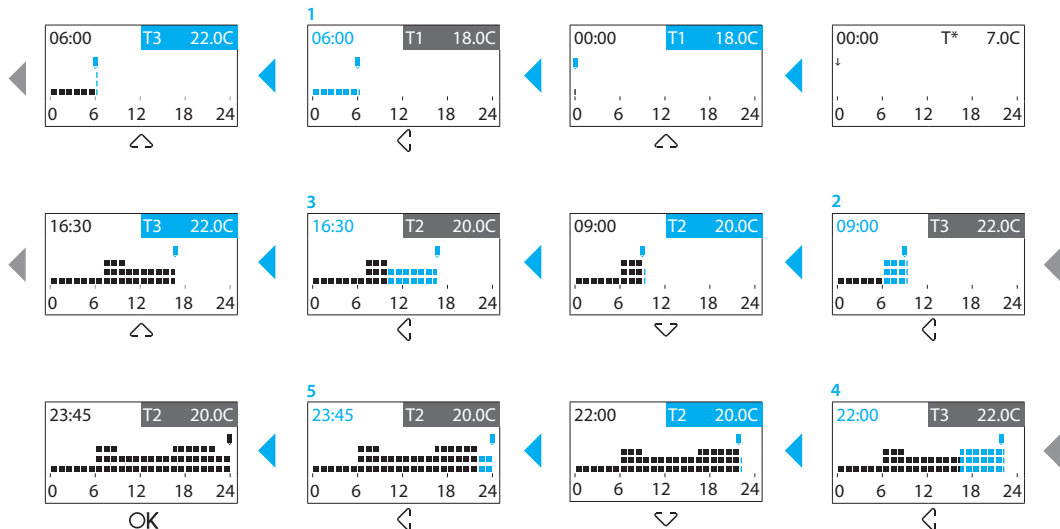 00:00 T* 7.0C
0 6 12 18 24
00:00 T1 18.0C
0 6 12 18 24
1
06:00 T1 18.0C
0 6 12 18 24
06:00 T3 22.0C
0 6 12 18 24
2
09:00 T3 22.0C
0 6 12 18 24
09:00 T2 20.0C
0 6 12 18 24
3
16:30 T2 20.0C
0 6 12 18 24
16:30 T3 22.0C
0 6 12 18 24
4
22:00 T3 22.0C
0 6 12 18 24
22:00 T2 20.0C
0 6 12 18 24
5
23:45 T2 20.0C
0 6 12 18 24
23:45 T2 20.0C
0 6 12 18 24
OK